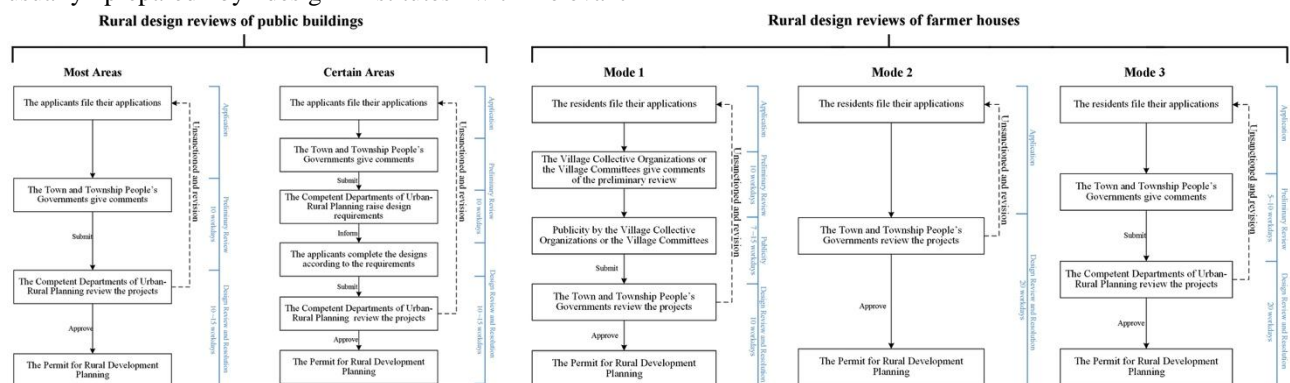 Rural design reviews of public buildings
Most Areas
The applicants file their applications
The Town and Township People's
Governments give comments
Submit
The Competent Departments of Urban-
Rural Planning review the projects
Approve
The Permit for Rural Development
Planning
Unsanctioned and revision
Application
Preliminary Review
10 workdays
Design Review and Resolution
10~15 workdays
Certain Areas
The applicants file their applications
The Town and Township People's
Governments give comments
Submit
The Competent Departments of Urban-
Rural Planning raise design
requirements
Inform
The applicants complete the designs
according to the requirements
Submit
The Competent Departments of Urban-
Rural Planning review the projects
Approve
The Permit for Rural Development
Planning
Unsanctioned and revision
Application
Preliminary Review
10 workdays
Design Review and Resolution
10~15 workdays
Rural design reviews of farmer houses
Mode 1
The residents file their applications
The Village Collective Organizations or
the Village Committees give comments
of the preliminary review
Publicity by the Village Collective
Organizations or the Village Committees
Submit
The Town and Township People's
Governments review the projects
Approve
The Permit for Rural Development
Planning
Unsanctioned and revision
Application
Preliminary Review
10 workdays
Publicity
7~15 workdays
Design Review and Resolution
10 workdays
Mode 2
The residents file their applications
The Town and Township People's
Governments review the projects
Approve
The Permit for Rural Development
Planning
Unsanctioned and revision
Application
Design Review and Resolution
20 workdays
Mode 3
The residents file their applications
The Town and Township People's
Governments give comments
Submit
The Competent Departments of Urban-
Rural Planning review the projects
Approve
The Permit for Rural Development
Planning
Unsanctioned and revision
Application
Preliminary Review
5~10 workdays
Design Review and Resolution
20 workdays